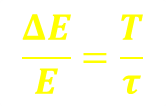 ΔE/E = T/τ